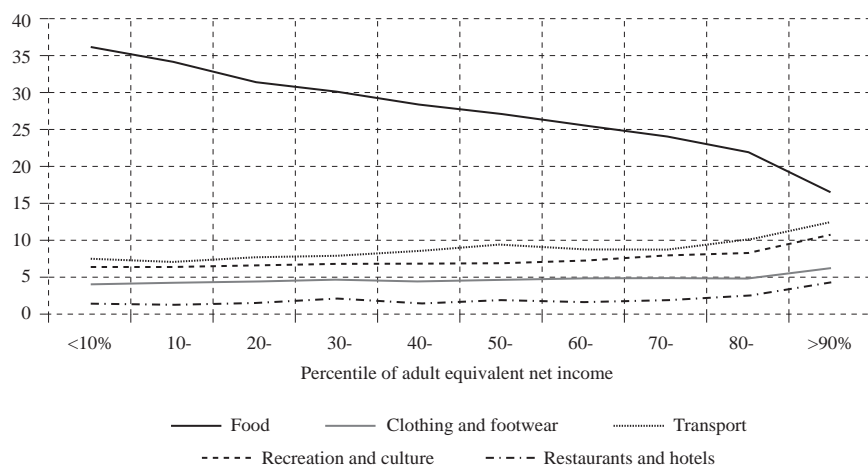 40
35
30
25
20
15
10
5
0
<10% 10- 20- 30- 40- 50- 60- 70- 80- >90%
Percentile of adult equivalent net income
Food Clothing and footwear Transport
Recreation and culture Restaurants and hotels